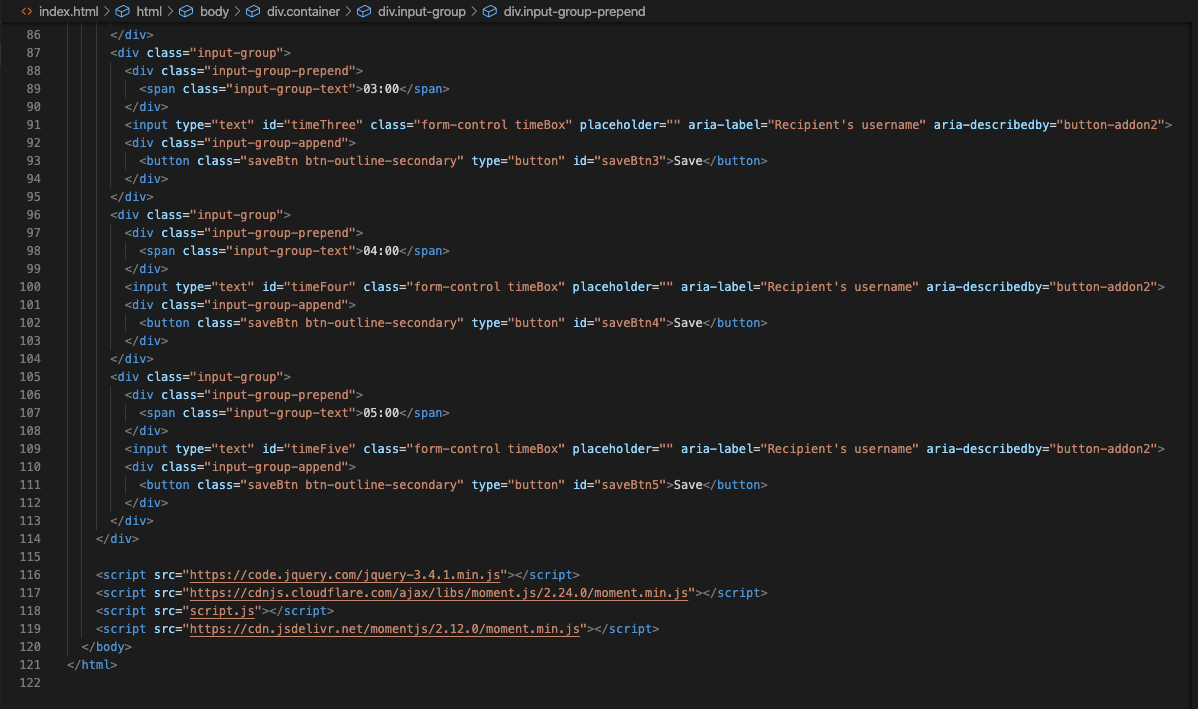 index.html > html > body > div.container > div.input-group > div.input-group-prepend
86 </div>
87 <div class="input-group">
88 <div class="input-group-prepend">
89 <span class="input-group-text">03:00</span>
90 </div>
91 <input type="text" id="timeThree" class="form-control timeBox" placeholder="" aria-label="Recipient's username" aria-describedby="button-addon2">
92 <div class="input-group-append">
93 <button class="saveBtn btn-outline-secondary" type="button" id="saveBtn3">Save</button>
94 </div>
95 </div>
96 <div class="input-group">
97 <div class="input-group-prepend">
98 <span class="input-group-text">04:00</span>
99 </div>
100 <input type="text" id="timeFour" class="form-control timeBox" placeholder="" aria-label="Recipient's username" aria-describedby="button-addon2">
101 <div class="input-group-append">
102 <button class="saveBtn btn-outline-secondary" type="button" id="saveBtn4">Save</button>
103 </div>
104 </div>
105 <div class="input-group">
106 <div class="input-group-prepend">
107 <span class="input-group-text">05:00</span>
108 </div>
109 <input type="text" id="timeFive" class="form-control timeBox" placeholder="" aria-label="Recipient's username" aria-describedby="button-addon2">
110 <div class="input-group-append">
111 <button class="saveBtn btn-outline-secondary" type="button" id="saveBtn5">Save</button>
112 </div>
113 </div>
114 </div>
115
116 <script src="https://code.jquery.com/jquery-3.4.1.min.js"></script>
117 <script src="https://cdnjs.cloudflare.com/ajax/libs/moment.js/2.24.0/moment.min.js"></script>
118 <script src="script.js"></script>
119 <script src="https://cdn.jsdelivr.net/momentjs/2.12.0/moment.min.js"></script>
120 </body>
121 </html>
122